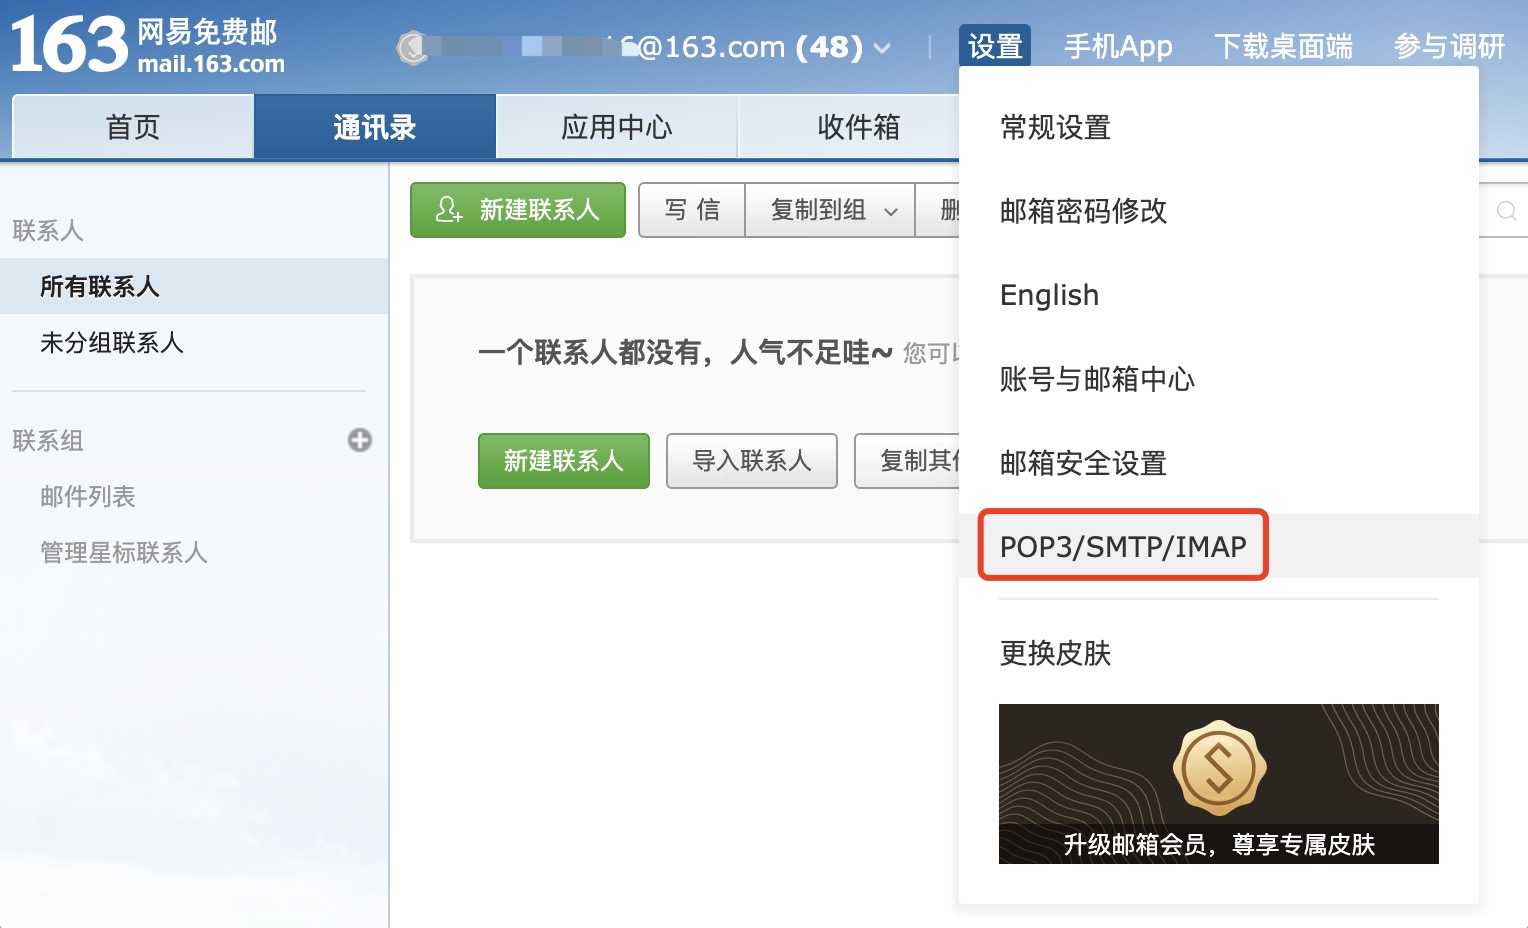 163 网易免费邮
mail.163.com
6@163.com (48)
设置
手机App
下载桌面端
参与调研
首页
通讯录
应用中心
收件箱
联系人
所有联系人
未分组联系人
联系组
邮件列表
管理星标联系人
新建联系人
写 信
复制到组
一个联系人都没有，人气不足哇~ 您可
新建联系人
导入联系人
复制其
常规设置
邮箱密码修改
English
账号与邮箱中心
邮箱安全设置
POP3/SMTP/IMAP
更换皮肤
升级邮箱会员，尊享专属皮肤